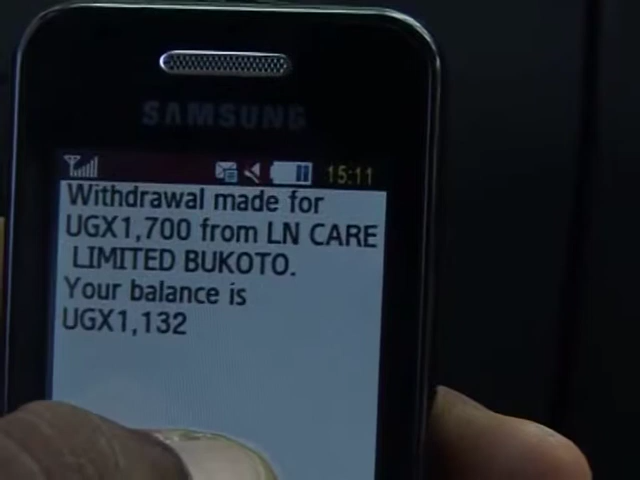 SAMSUNG
15:11
Withdrawal made for
UGX1,700 from LN CARE
LIMITED BUKOTO.
Your balance is
UGX1,132